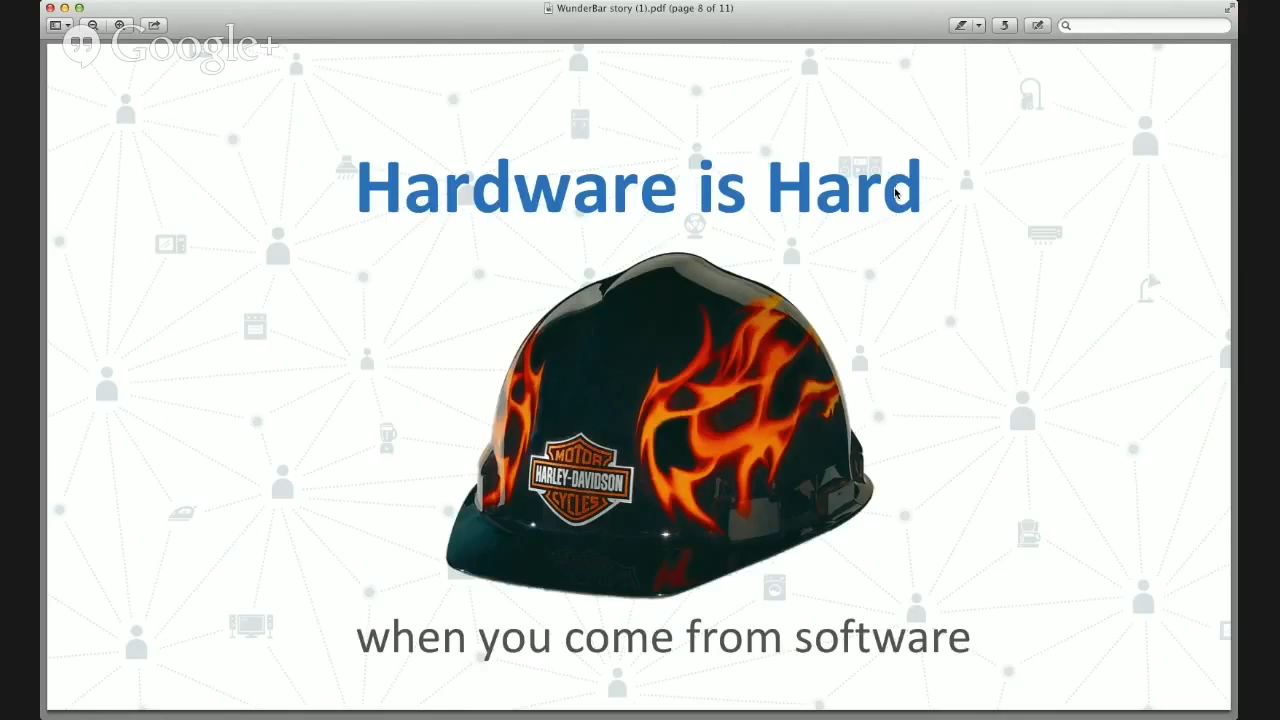 WunderBar story (1).pdf (page 8 of 11)
Google+
Hardware is Hard
MOTOR
HARLEY-DAVIDSON
CYCLES
when you come from software